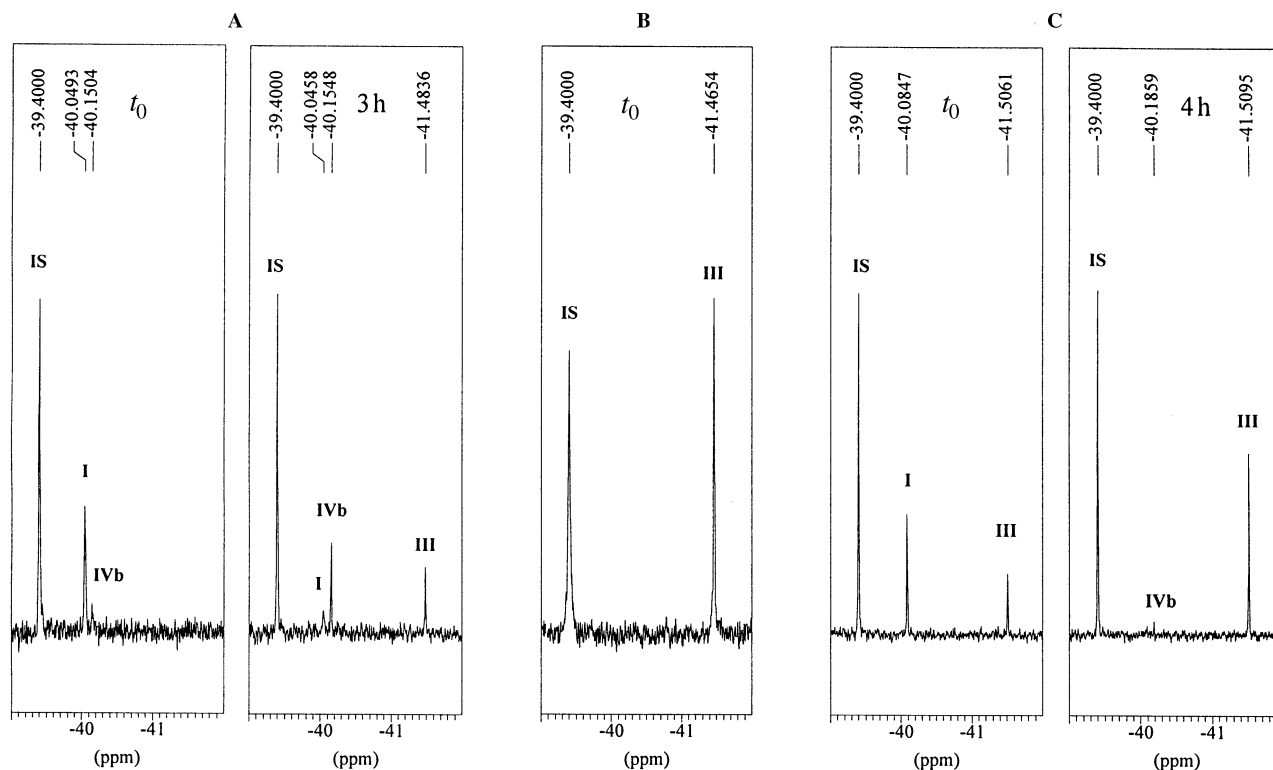 A
B
C
-39.4000
-40.0493
-40.1504
t0
-39.4000
-40.0458
-40.1548
3 h
-39.4000
t0
-41.4654
-41.4836
-39.4000
-40.0847
t0
-41.5061
-39.4000
-40.1859
4 h
-41.5095
IS
I
IVb
IS
IVb
I
III
IS
III
IS
I
III
IS
IVb
III
-40
-41
(ppm)
-40
-41
(ppm)
-40
-41
(ppm)
-40
-41
(ppm)
-40
-41
(ppm)